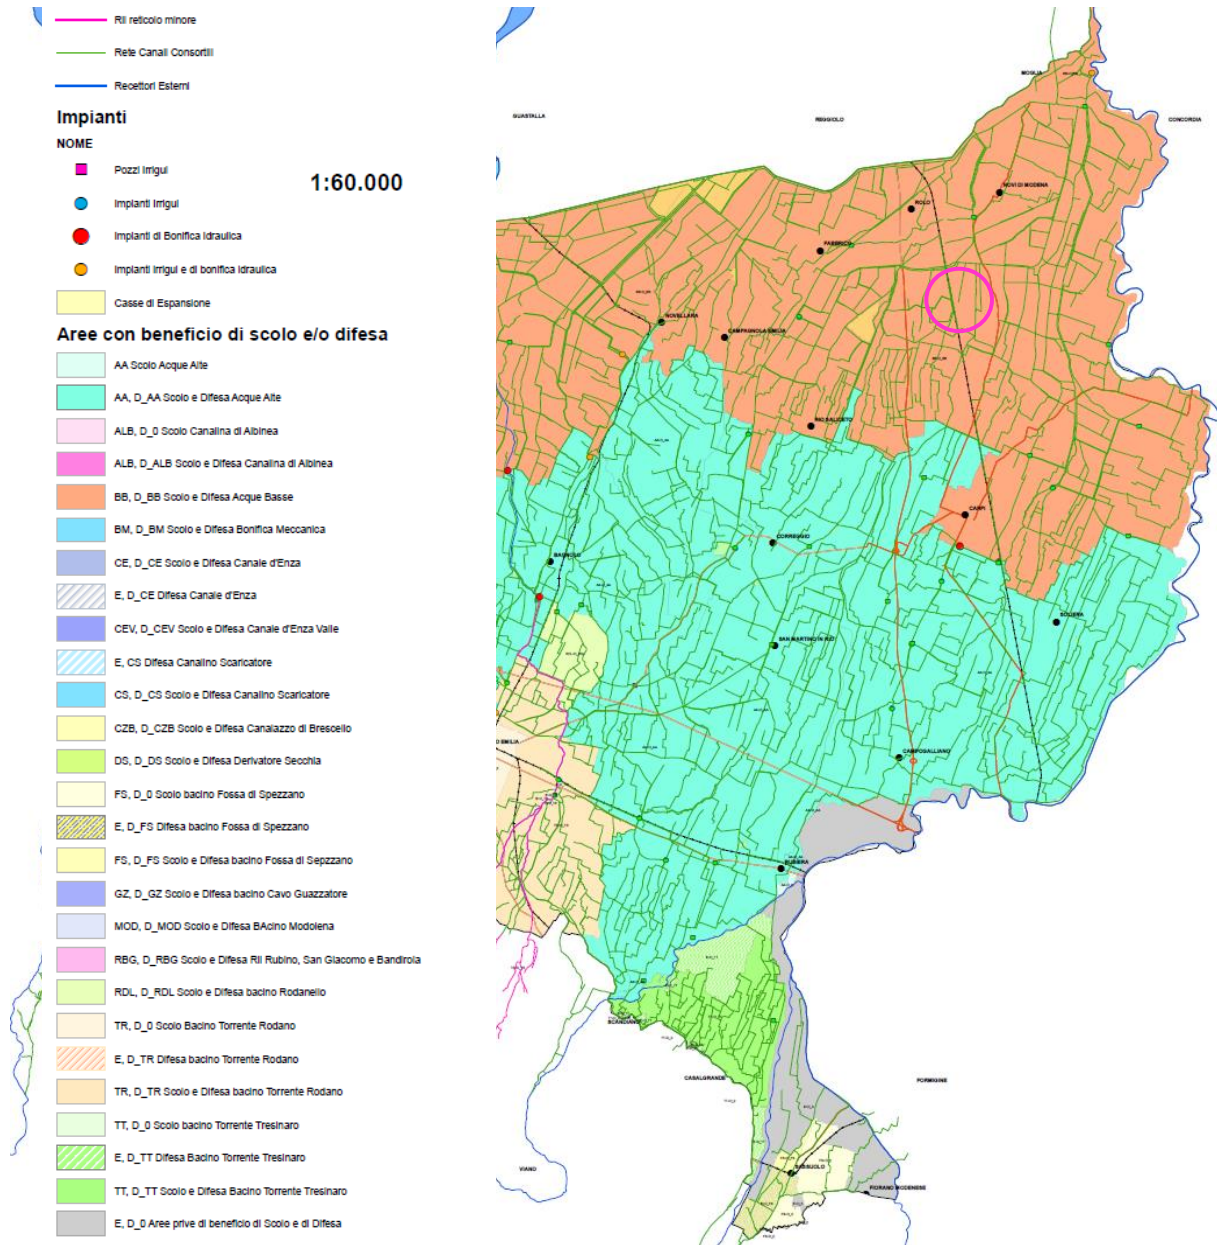 Rii reticolo minore
Rete Canali Consortili
Recettori Esterni
Impianti
NOME
Pozzi Irrigui
1:60.000
Impianti Irrigui
Impianti di Bonifica Idraulica
Impianti Irrigui e di bonifica Idraulica
Casse di Espansione
Aree con beneficio di scolo e/o difesa
AA Scolo Acque Alte
AA, D_AA Scolo e Difesa Acque Alte
ALB, D_0 Scolo Canalina di Albinea
ALB, D_ALB Scolo e Difesa Canalina di Albinea
BB, D_BB Scolo e Difesa Acque Basse
BM, D_BM Scolo e Difesa Bonifica Meccanica
CE, D_CE Scolo e Difesa Canale d'Enza
E, D_CE Difesa Canale d'Enza
CEV, D_CEV Scolo e Difesa Canale d'Enza Valle
E, CS Difesa Canalino Scaricatore
CS, D_CS Scolo e Difesa Canalino Scaricatore
CZB, D_CZB Scolo e Difesa Canalazzo di Brescello
DS, D_DS Scolo e Difesa Derivatore Secchia
FS, D_0 Scolo bacino Fossa di Spezzano
E, D_FS Difesa bacino Fossa di Spezzano
FS, D_FS Scolo e Difesa bacino Fossa di Sepzzano
GZ, D_GZ Scolo e Difesa bacino Cavo Guazzatore
MOD, D_MOD Scolo e Difesa BAcino Modolena
RBG, D_RBG Scolo e Difesa Rii Rubino, San Giacomo e Bandirola
RDL, D_RDL Scolo e Difesa bacino Rodanello
TR, D_0 Scolo Bacino Torrente Rodano
E, D_TR Difesa bacino Torrente Rodano
TR, D_TR Scolo e Difesa bacino Torrente Rodano
TT, D_0 Scolo bacino Torrente Tresinaro
E, D_TT Difesa Bacino Torrente Tresinaro
TT, D_TT Scolo e Difesa Bacino Torrente Tresinaro
E, D_0 Aree prive di beneficio di Scolo e di Difesa
MOGLIA
GUASTALLA
REGGIOLO
CONCORDIA
NOVI DI MODENA
ROLO
FABBRICO
NOVELLARA
CAMPAGNOLA EMILIA
RIO SALICETO
CARPI
CORREGGIO
BAGNOLO
SOLIERA
SAN MARTINO IN RIO
O EMILIA
CAMPOGALLIANO
RUBIERA
SCANDIANO
CASALGRANDE
FORMIGINE
VIANO
SASSUOLO
FIORANO MODENESE